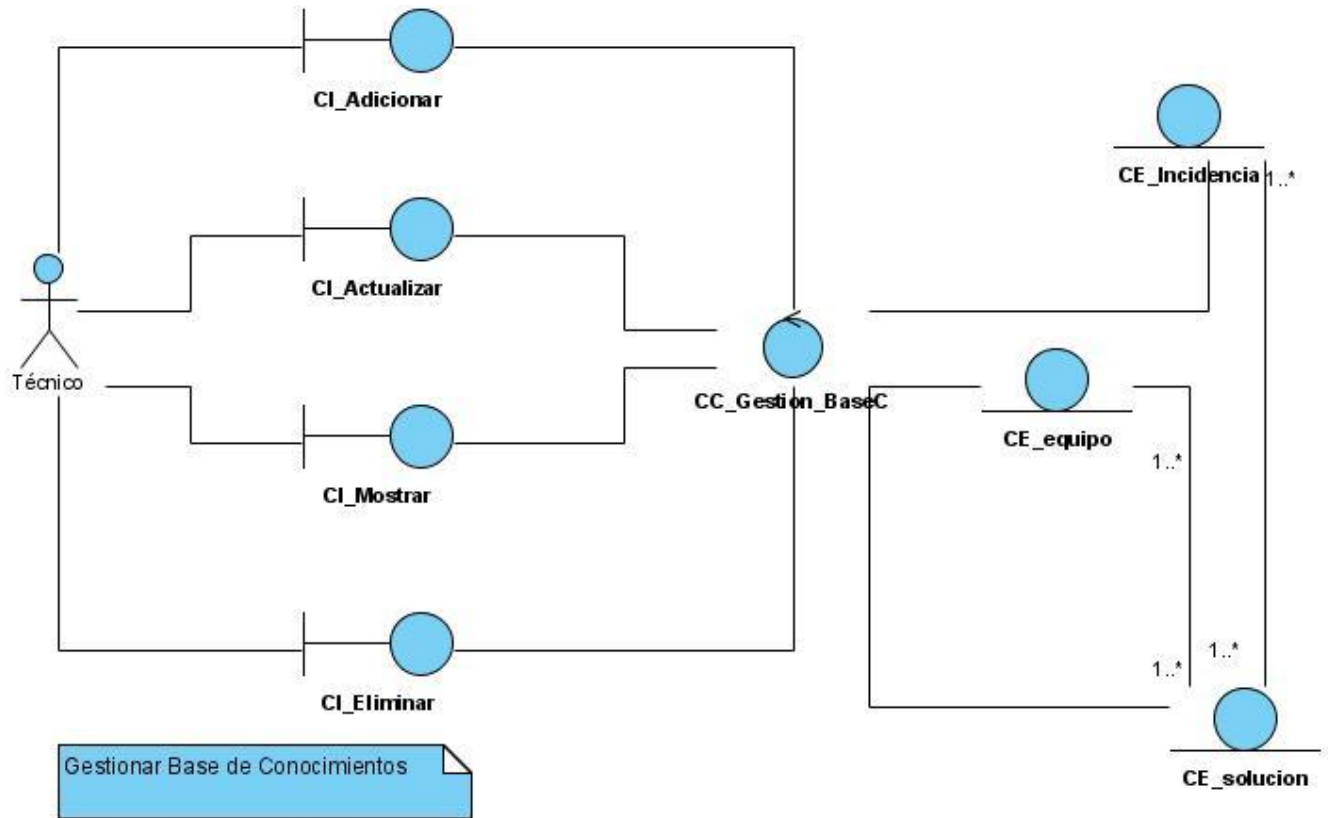 CI_Adicionar
CE_Incidencia
1..*
CI_Actualizar
Técnico
CC_Gestion_BaseC
CE_equipo
1..*
CI_Mostrar
1..*
1..*
CI_Eliminar
Gestionar Base de Conocimientos
CE_solucion